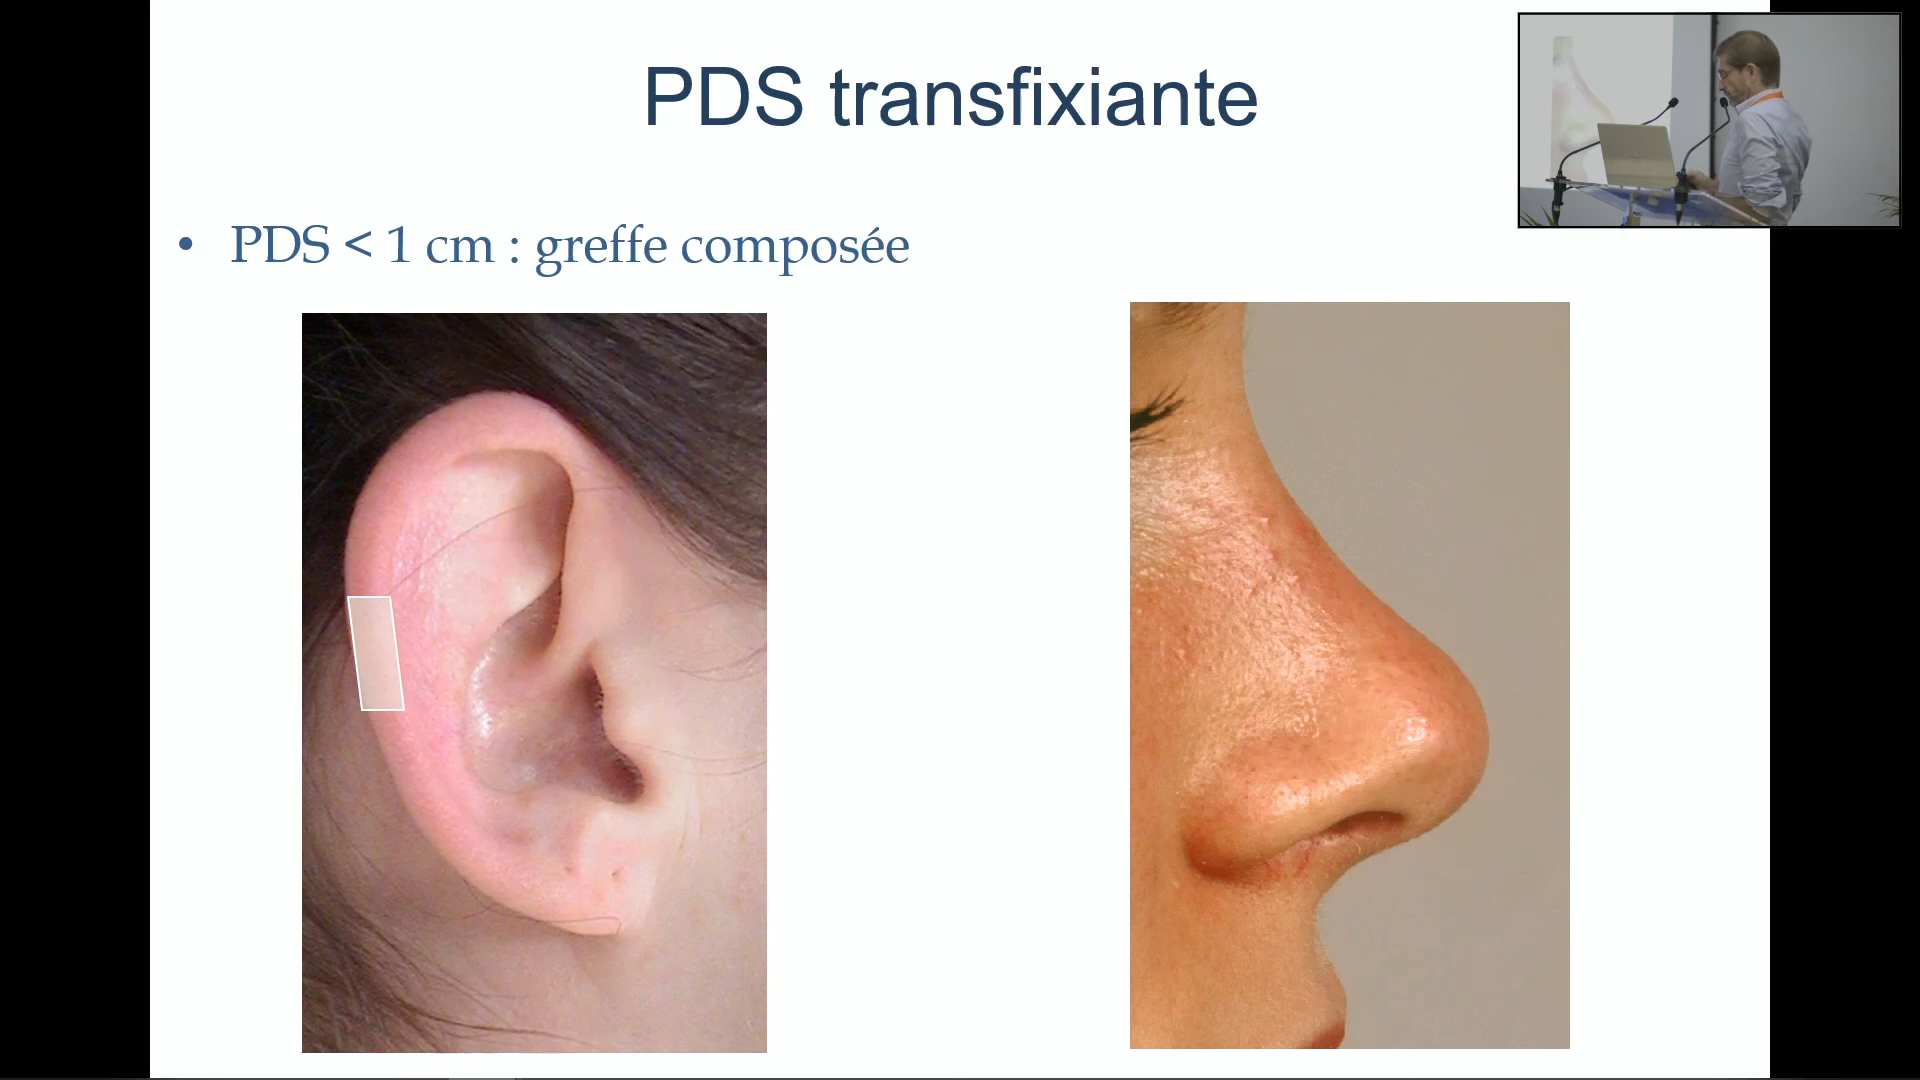 PDS transfixiante
• PDS < 1 cm : greffe composée